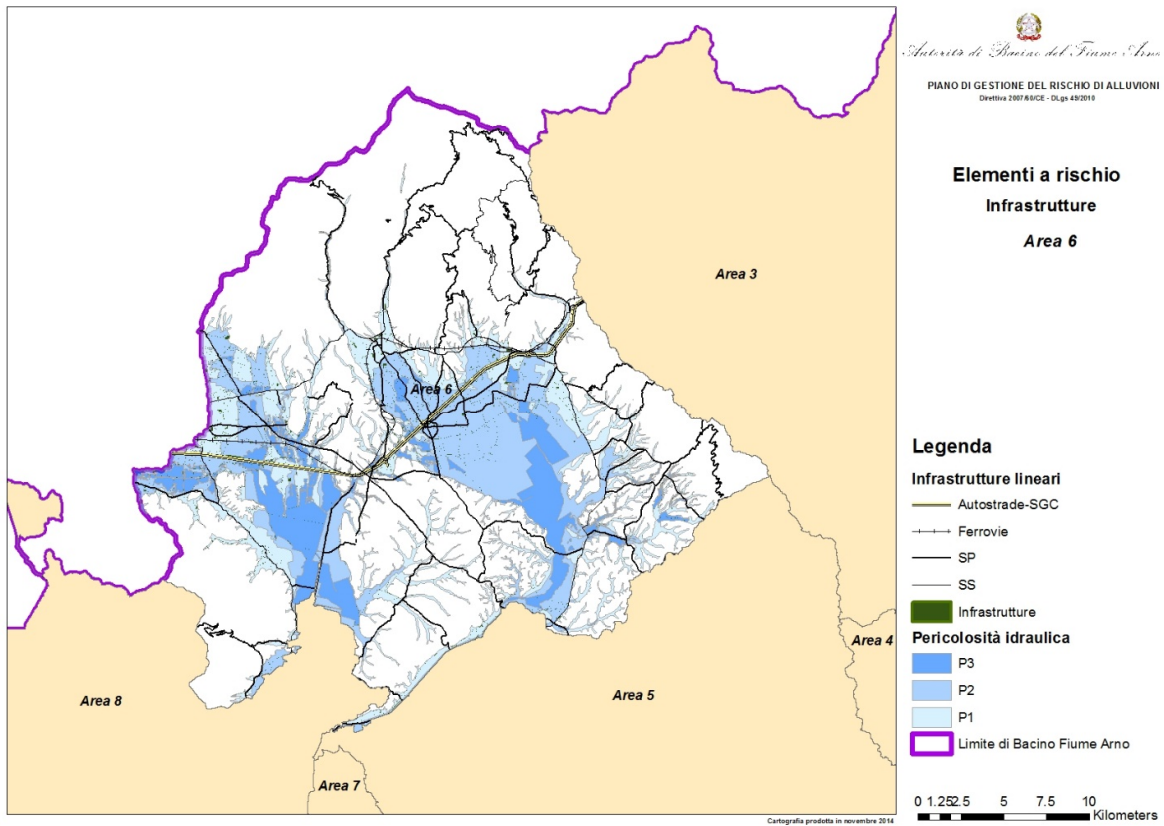 Autorità di Bacino del Fiume Arno
PIANO DI GESTIONE DEL RISCHIO DI ALLUVIONI
Direttiva 2007/60/CE - DLgs 49/2010
Elementi a rischio
Infrastrutture
Area 6
Area 3
Area 6
Area 4
Area 5
Area 8
Area 7
Legenda
Infrastrutture lineari
Autostrade-SGC
Ferrovie
SP
SS
Infrastrutture
Pericolosità idraulica
P3
P2
P1
Limite di Bacino Fiume Arno
0 1.252.5 5 7.5 10
Kilometers
Cartografia prodotta in novembre 2014